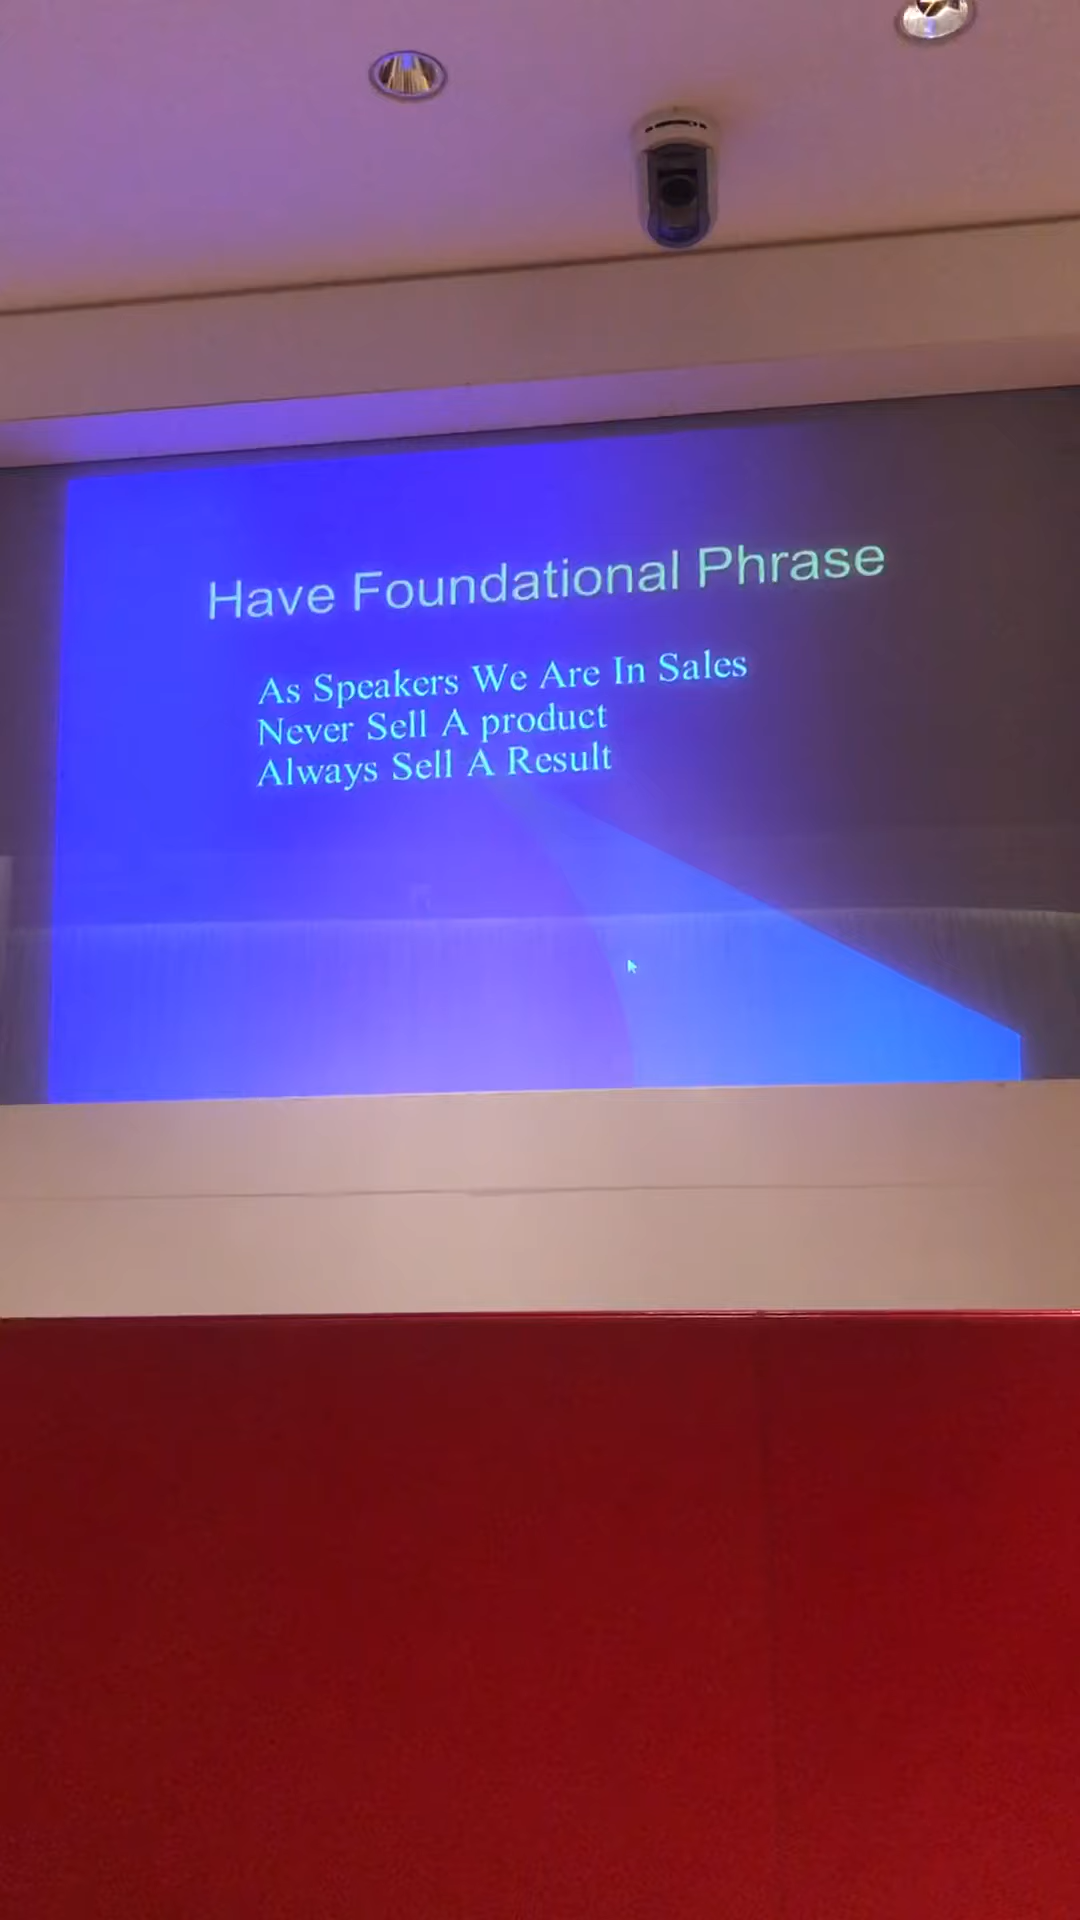 Have Foundational Phrase
As Speakers We Are In Sales
Never Sell A product
Always Sell A Result